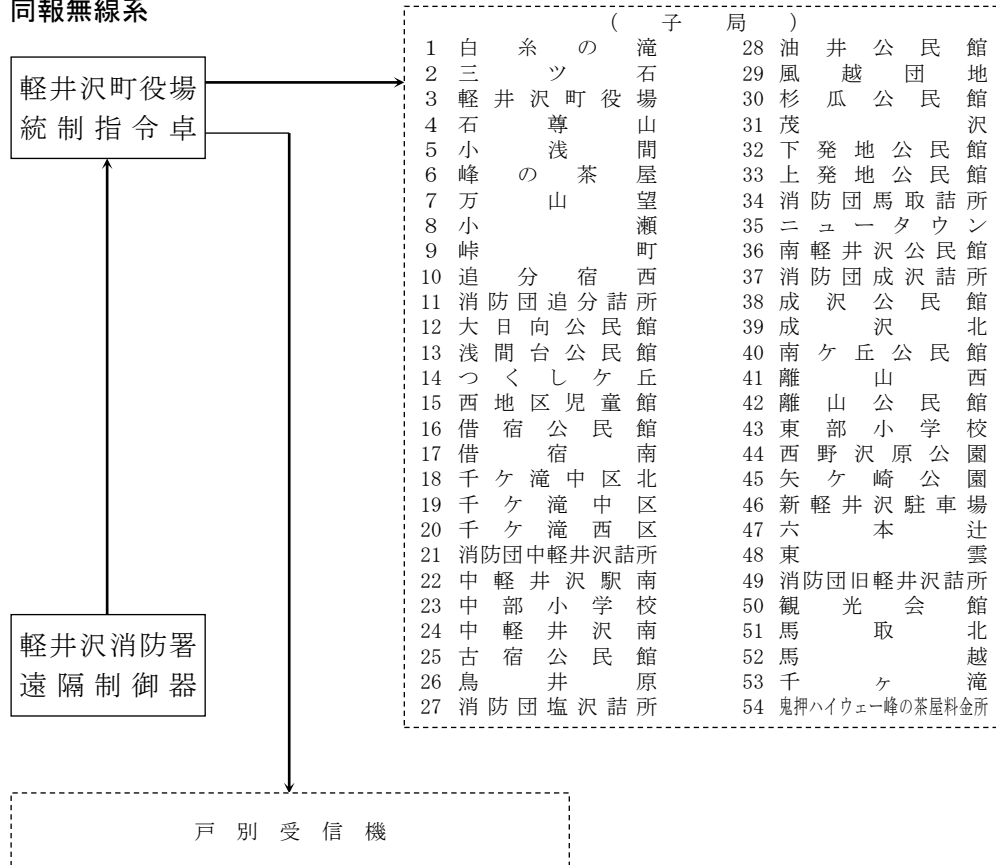 同報無線系
軽井沢町役場
統制指令卓
軽井沢消防署
遠隔制御器
（子局）
1 白糸の滝
2 三ツ石
3 軽井沢町役場
4 石尊山
5 小浅間
6 峰の茶屋
7 万山望
8 小瀬
9 峠町
10 追分宿西
11 消防団追分詰所
12 大日向公民館
13 浅間台公民館
14 つくしケ丘
15 西地区児童館
16 借宿公民館
17 借宿南
18 千ケ滝中区北
19 千ケ滝中区
20 千ケ滝西区
21 消防団中軽井沢詰所
22 中軽井沢駅南
23 中部小学校
24 中軽井沢南
25 古宿公民館
26 鳥井原
27 消防団塩沢詰所
28 油井公民館
29 風越団地
30 杉瓜公民館
31 茂沢
32 下発地公民館
33 上発地公民館
34 消防団馬取詰所
35 ニュータウン
36 南軽井沢公民館
37 消防団成沢詰所
38 成沢公民館
39 成沢北
40 南ケ丘公民館
41 離山西
42 離山公民館
43 東部小学校
44 西野沢原公園
45 矢ケ崎公園
46 新軽井沢駐車場
47 六本辻
48 東雲
49 消防団旧軽井沢詰所
50 観光会館
51 馬取北
52 馬越
53 千ヶ滝
54 鬼押ハイウェー峰の茶屋料金所
戸別受信機